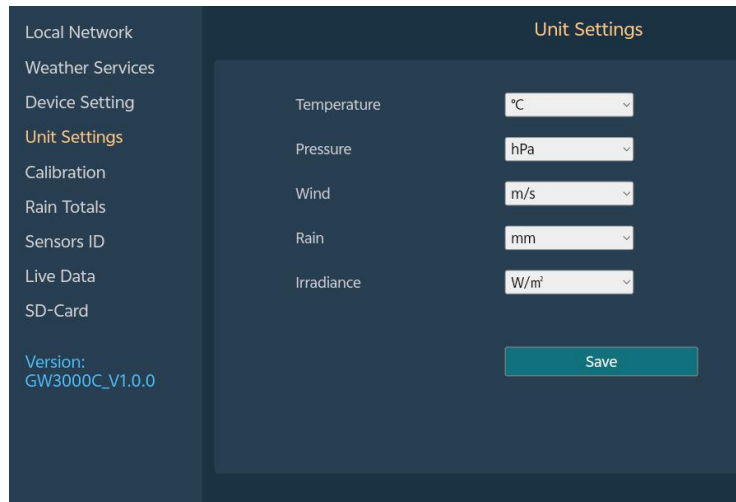 Local Network
Weather Services
Device Setting
Unit Settings
Calibration
Rain Totals
Sensors ID
Live Data
SD-Card
Version:
GW3000C_V1.0.0
Unit Settings
Temperature ℃
Pressure hPa
Wind m/s
Rain mm
Irradiance W/㎡
Save